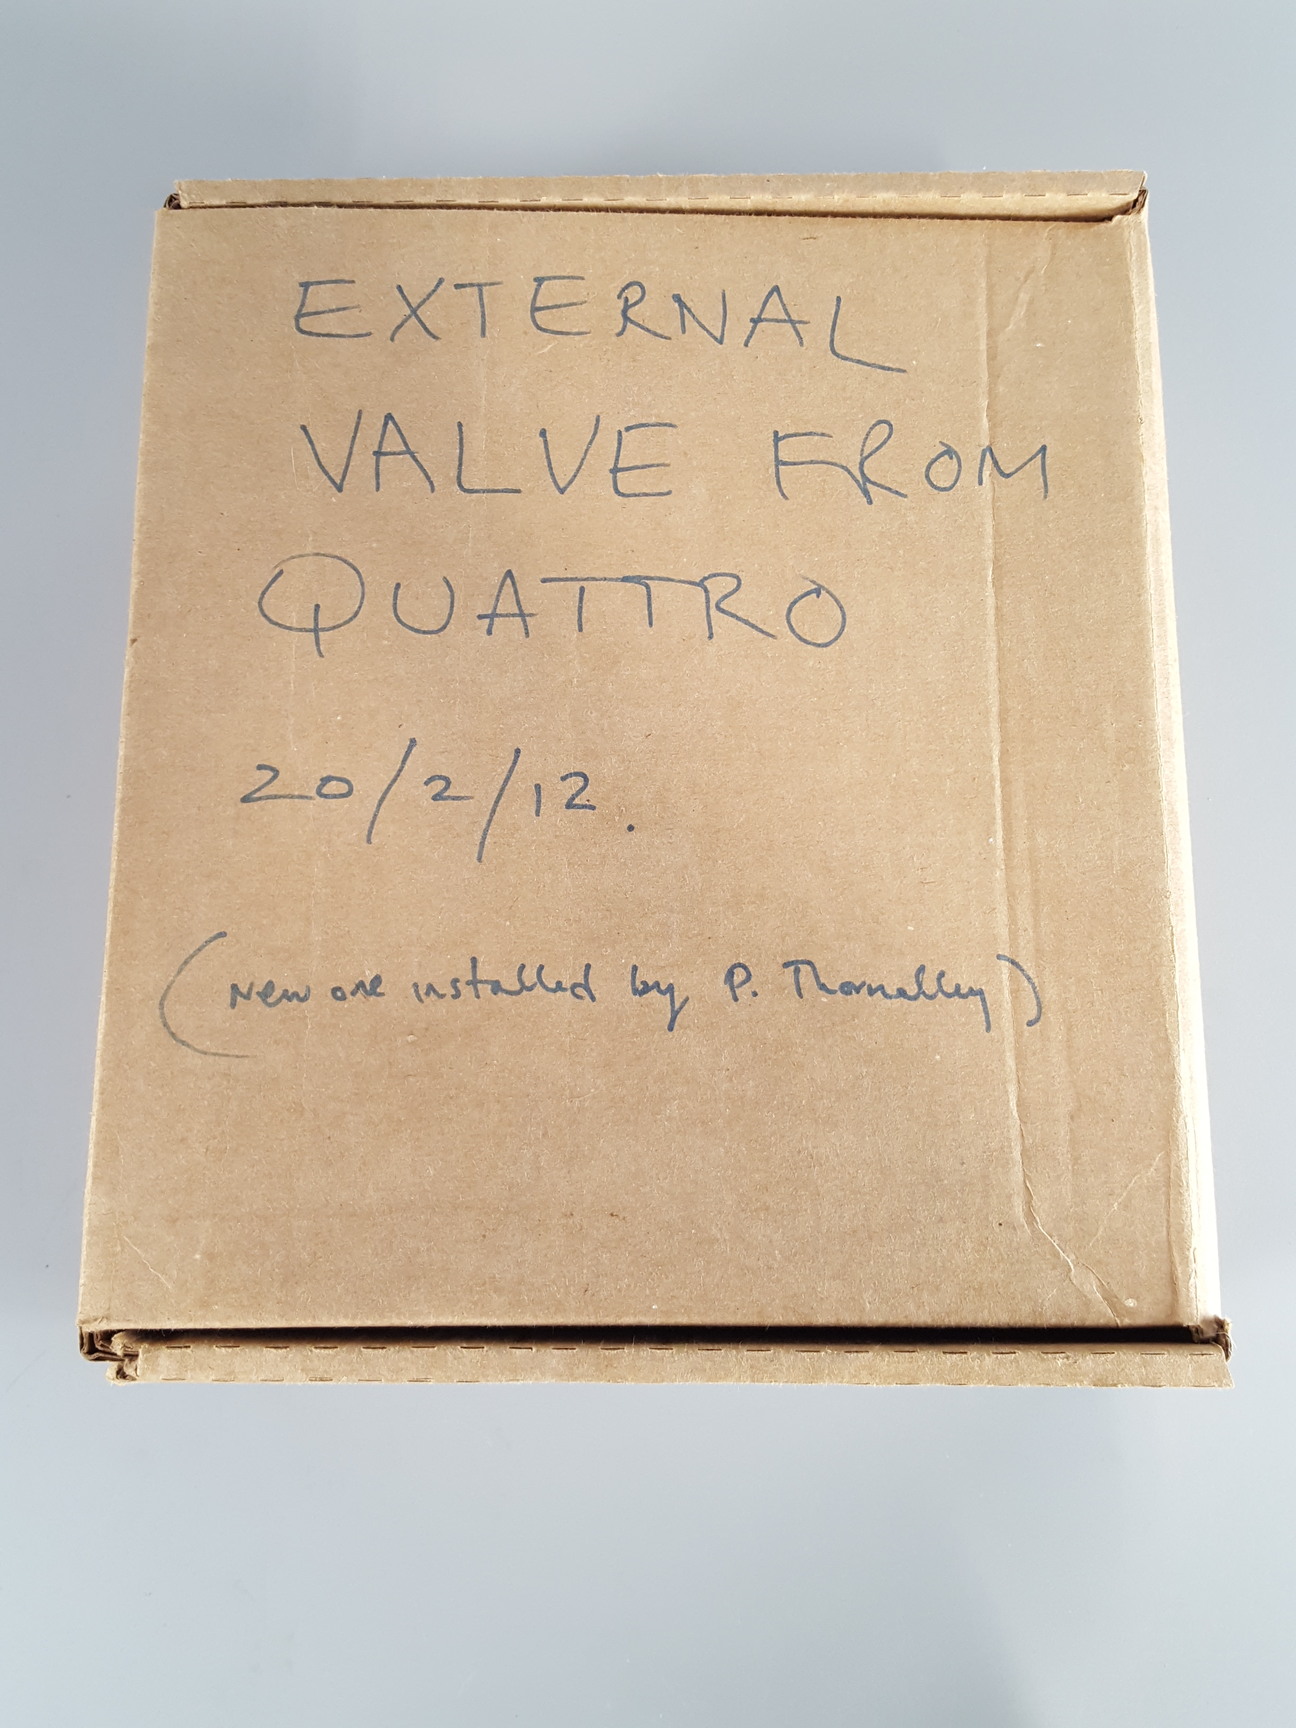 EXTERNAL
VALVE FROM
QUATTRO
20/2/12.
(New one installed by P. Thornalley)